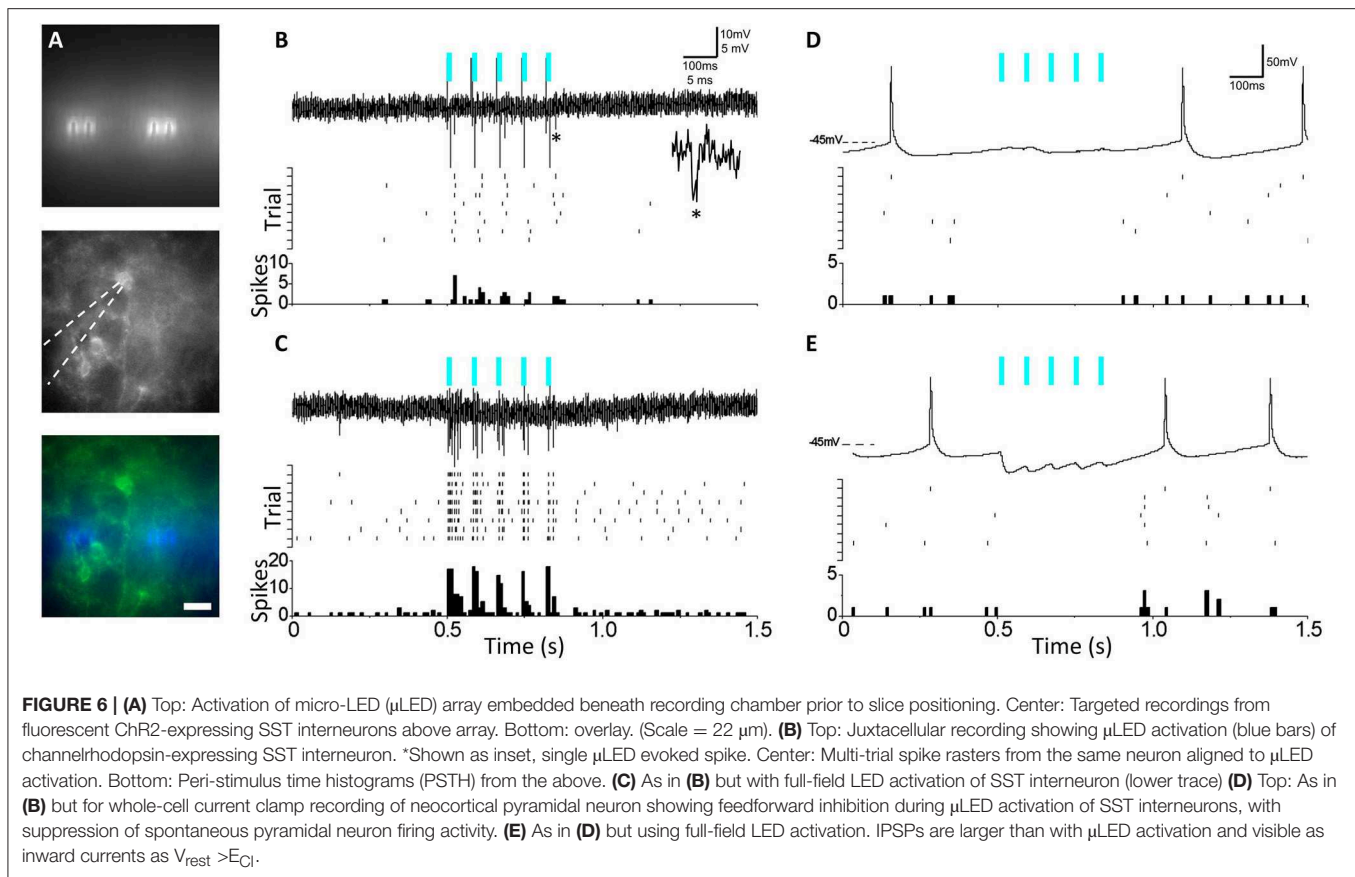 A
B
10mV
5 mV
100ms
5 ms
*
*
Trial
10
5
0
Spikes
C
Trial
20
10
0
Spikes
0 0.5 1.0 1.5
Time (s)
D
50mV
100ms
-45mV
5
0
E
-45mV
5
0
0 0.5 1.0 1.5
Time (s)
FIGURE 6 | (A) Top: Activation of micro-LED (μLED) array embedded beneath recording chamber prior to slice positioning. Center: Targeted recordings from
fluorescent ChR2-expressing SST interneurons above array. Bottom: overlay. (Scale = 22 μm). (B) Top: Juxtacellular recording showing μLED activation (blue bars) of
channelrhodopsin-expressing SST interneuron. *Shown as inset, single μLED evoked spike. Center: Multi-trial spike rasters from the same neuron aligned to μLED
activation. Bottom: Peri-stimulus time histograms (PSTH) from the above. (C) As in (B) but with full-field LED activation of SST interneuron (lower trace) (D) Top: As in
(B) but for whole-cell current clamp recording of neocortical pyramidal neuron showing feedforward inhibition during μLED activation of SST interneurons, with
suppression of spontaneous pyramidal neuron firing activity. (E) As in (D) but using full-field LED activation. IPSPs are larger than with μLED activation and visible as
inward currents as Vrest >ECl.